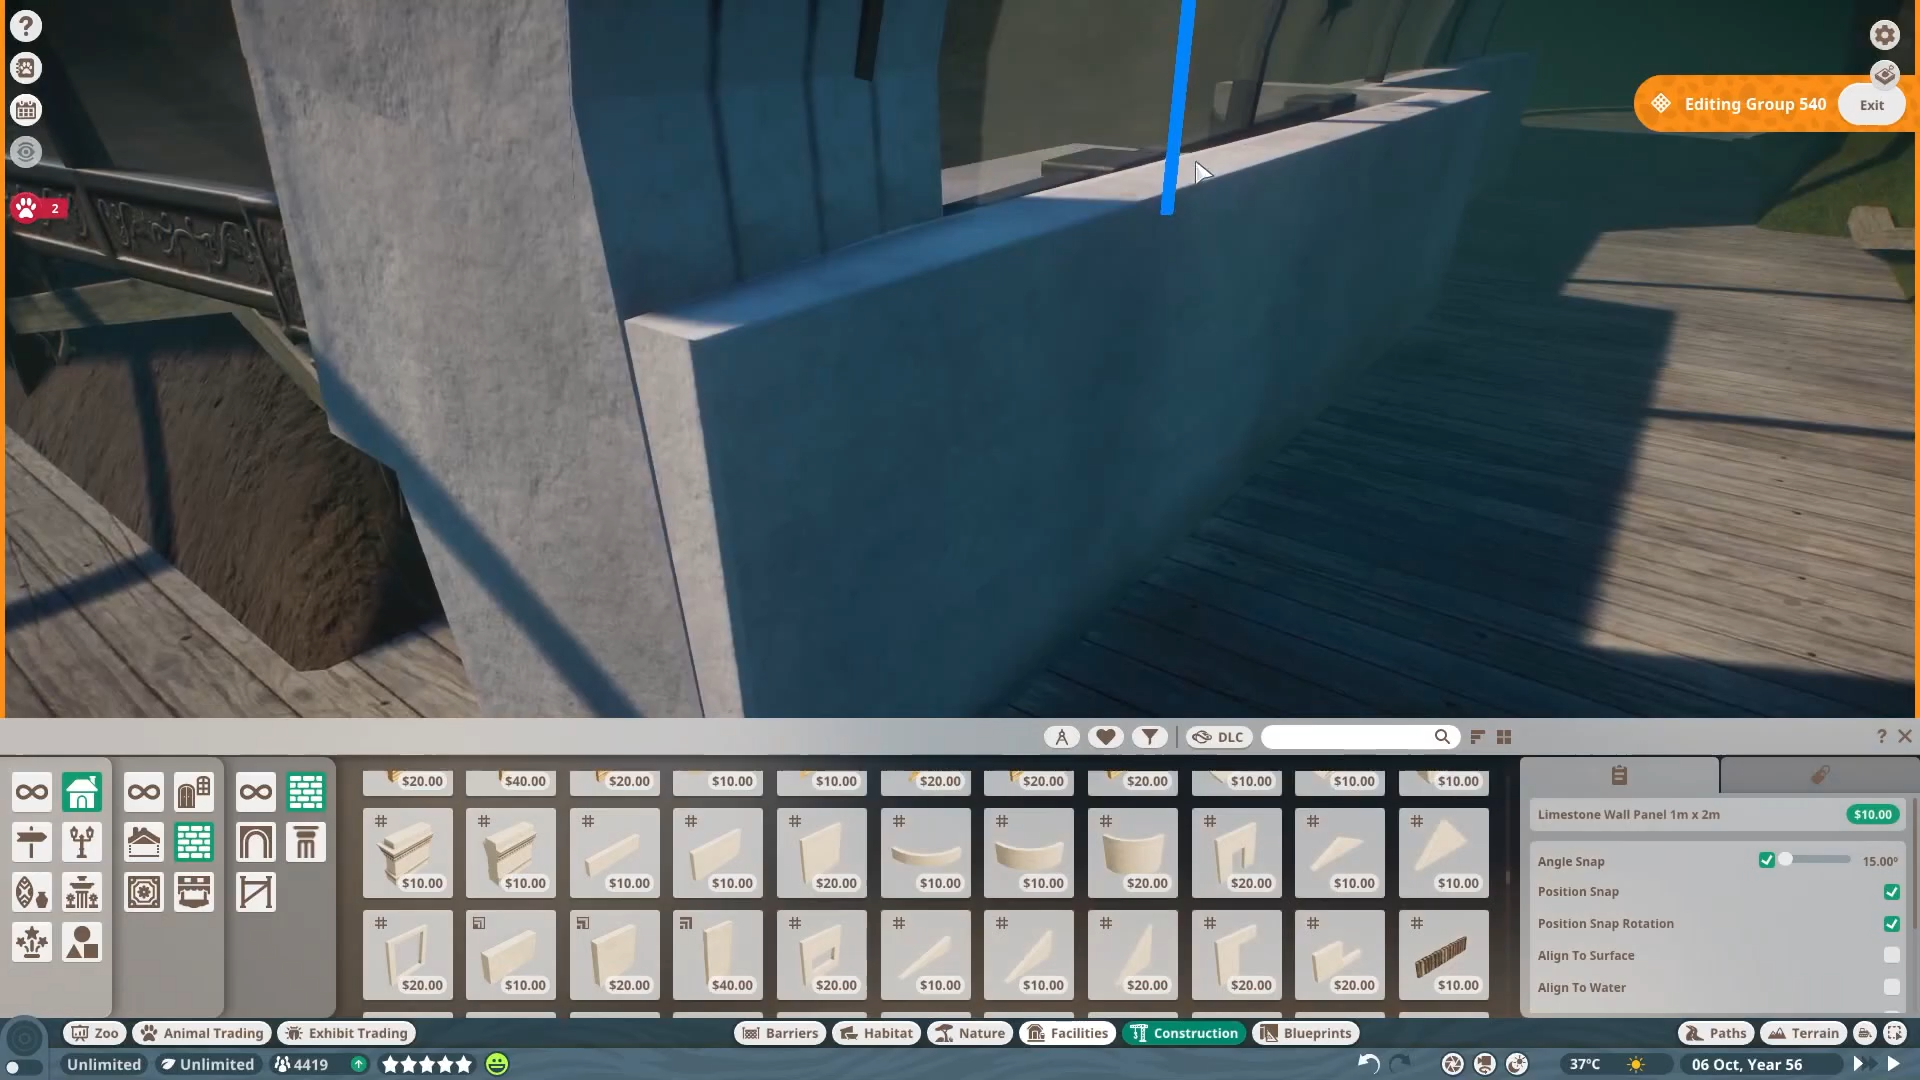 ?
Editing Group 540
Exit
2
DLC
?
$20.00
$40.00
$20.00
$10.00
$10.00
$20.00
$20.00
$20.00
$10.00
$10.00
$10.00
$10.00
$10.00
$10.00
$10.00
$20.00
$10.00
$10.00
$20.00
$20.00
$10.00
$10.00
$20.00
$10.00
$20.00
$40.00
$20.00
$10.00
$10.00
$20.00
$20.00
$20.00
$10.00
Limestone Wall Panel 1m x 2m
$10.00
Angle Snap
15.00°
Position Snap
Position Snap Rotation
Align To Surface
Align To Water
Zoo
Animal Trading
Exhibit Trading
Barriers
Habitat
Nature
Facilities
Construction
Blueprints
Paths
Terrain
Unlimited
Unlimited
4419
37°C
06 Oct, Year 56